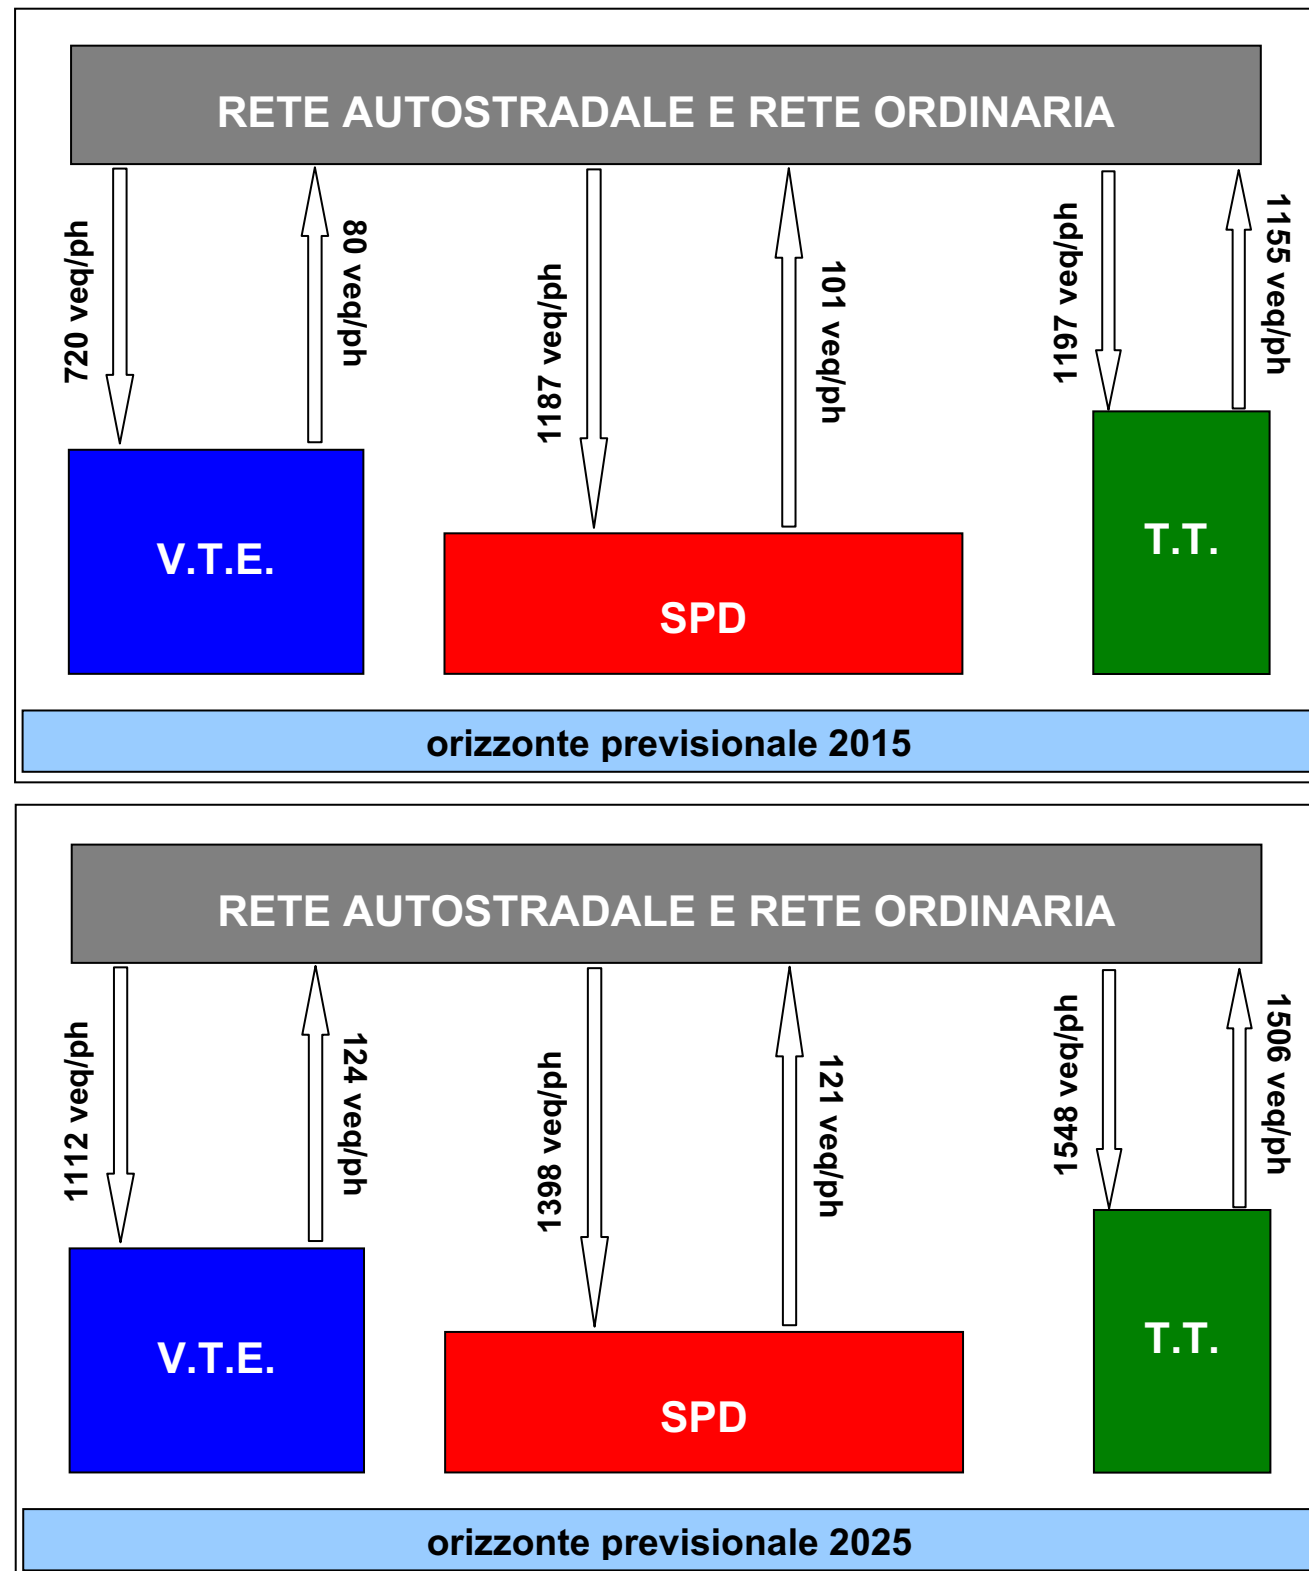 RETE AUTOSTRADALE E RETE ORDINARIA
720 veq/ph
80 veq/ph
1187 veq/ph
101 veq/ph
1197 veq/ph
1155 veq/ph
V.T.E.
SPD
T.T.
orizzonte previsionale 2015
RETE AUTOSTRADALE E RETE ORDINARIA
1112 veq/ph
124 veq/ph
1398 veq/ph
121 veq/ph
1548 veq/ph
1506 veq/ph
V.T.E.
SPD
T.T.
orizzonte previsionale 2025